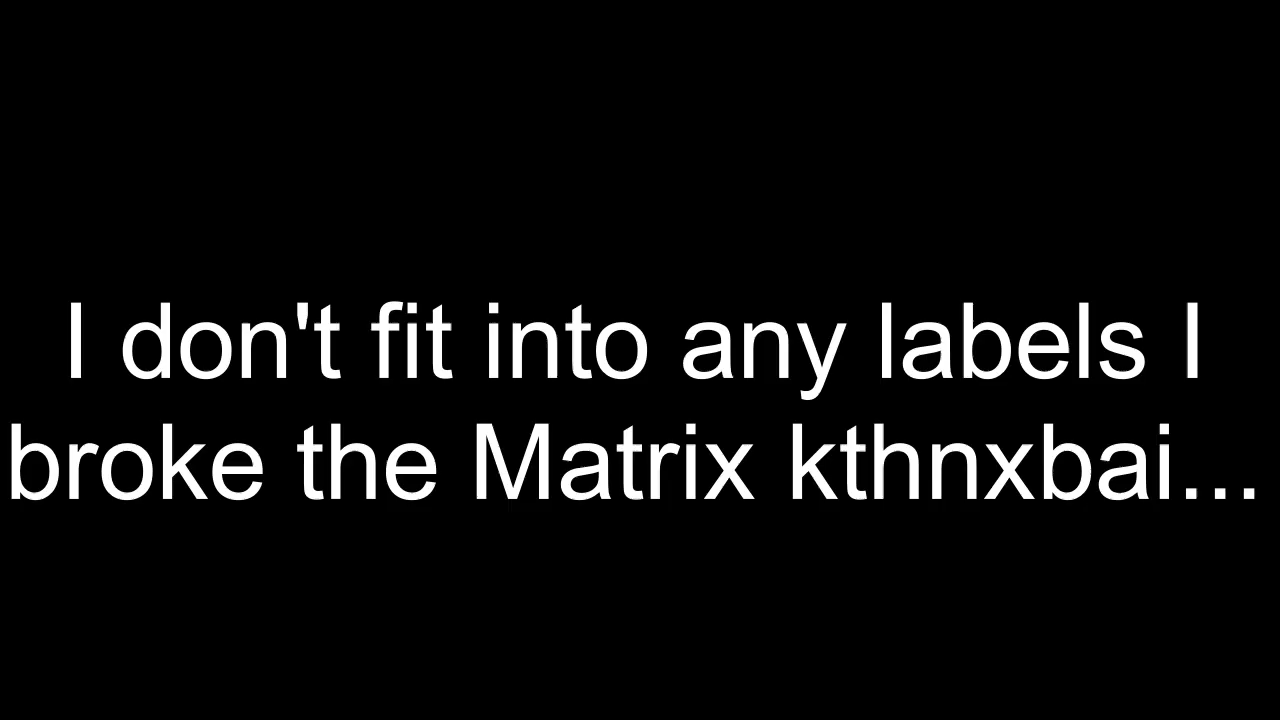 I don't fit into any labels I
broke the Matrix kthnxbai...